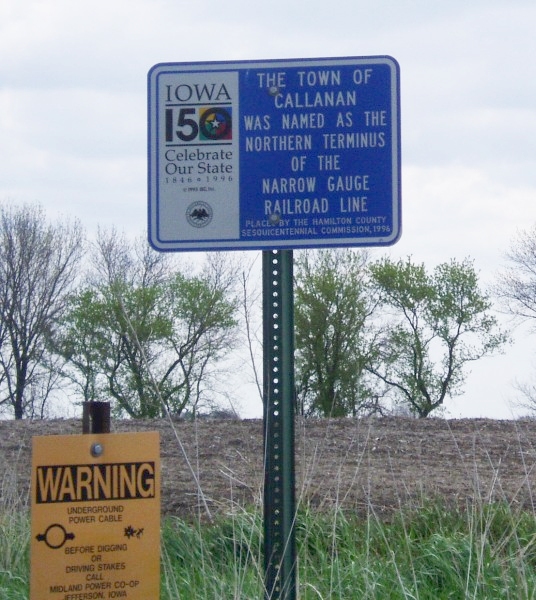 IOWA
150
Celebrate
Our State
1846 * 1996
THE TOWN OF
CALLANAN
WAS NAMED AS THE
NORTHERN TERMINUS
OF THE
NARROW GAUGE
RAILROAD LINE
PLACED BY THE HAMILTON COUNTY
SESQUICENTENNIAL COMMISSION, 1996
WARNING
UNDERGROUND
POWER CABLE
BEFORE DIGGING
OR
DRIVING STAKES
CALL
MIDLAND POWER CO-OP
JEFFERSON, IOWA